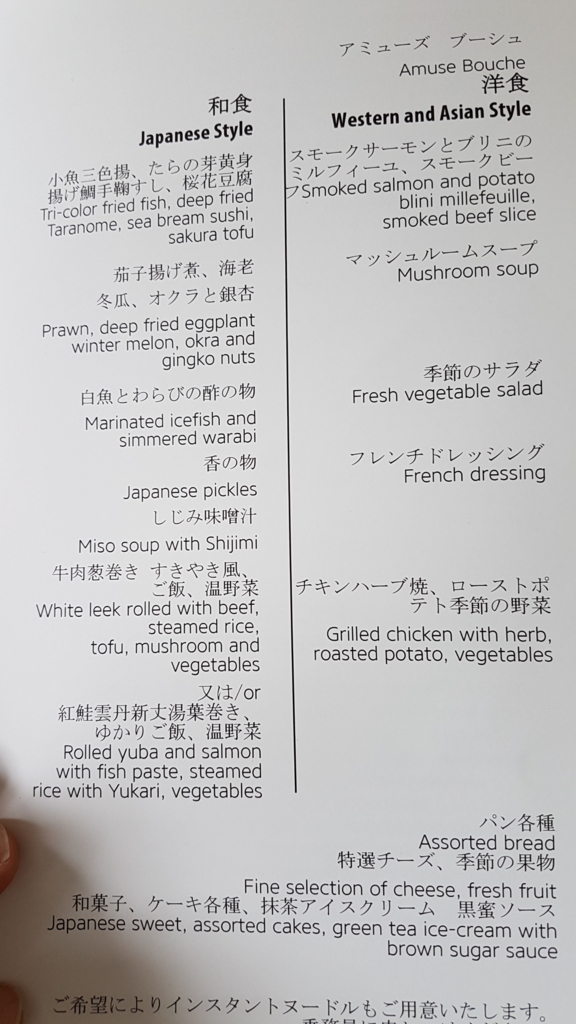 アミューズ ブーシュ
Amuse Bouche
和食
Japanese Style
小魚三色揚、たらの芽黄身
揚げ鯛手鞠すし、桜花豆腐
Tri-color fried fish, deep fried
Taranome, sea bream sushi,
sakura tofu
茄子揚げ煮、海老
冬瓜、オクラと銀杏
Prawn, deep fried eggplant
winter melon, okra and
gingko nuts
白魚とわらびの酢の物
Marinated icefish and
simmered warabi
香の物
Japanese pickles
しじみ味噌汁
Miso soup with Shijimi
牛肉葱巻き すきやき風、
ご飯、温野菜
White leek rolled with beef,
steamed rice,
tofu, mushroom and
vegetables
又は/or
紅鮭雲丹新丈湯葉巻き、
ゆかりご飯、温野菜
Rolled yuba and salmon
with fish paste, steamed
rice with Yukari, vegetables
洋食
Western and Asian Style
スモークサーモンとブリニの
ミルフィーユ、スモークビー
フSmoked salmon and potato
blini millefeuille,
smoked beef slice
マッシュルームスープ
Mushroom soup
季節のサラダ
Fresh vegetable salad
フレンチドレッシング
French dressing
チキンハーブ焼、ローストポ
テト季節の野菜
Grilled chicken with herb,
roasted potato, vegetables
パン各種
Assorted bread
特選チーズ、季節の果物
Fine selection of cheese, fresh fruit
和菓子、ケーキ各種、抹茶アイスクリーム 黒蜜ソース
Japanese sweet, assorted cakes, green tea ice-cream with
brown sugar sauce
ご希望によりインスタントヌードルもご用意いたします。